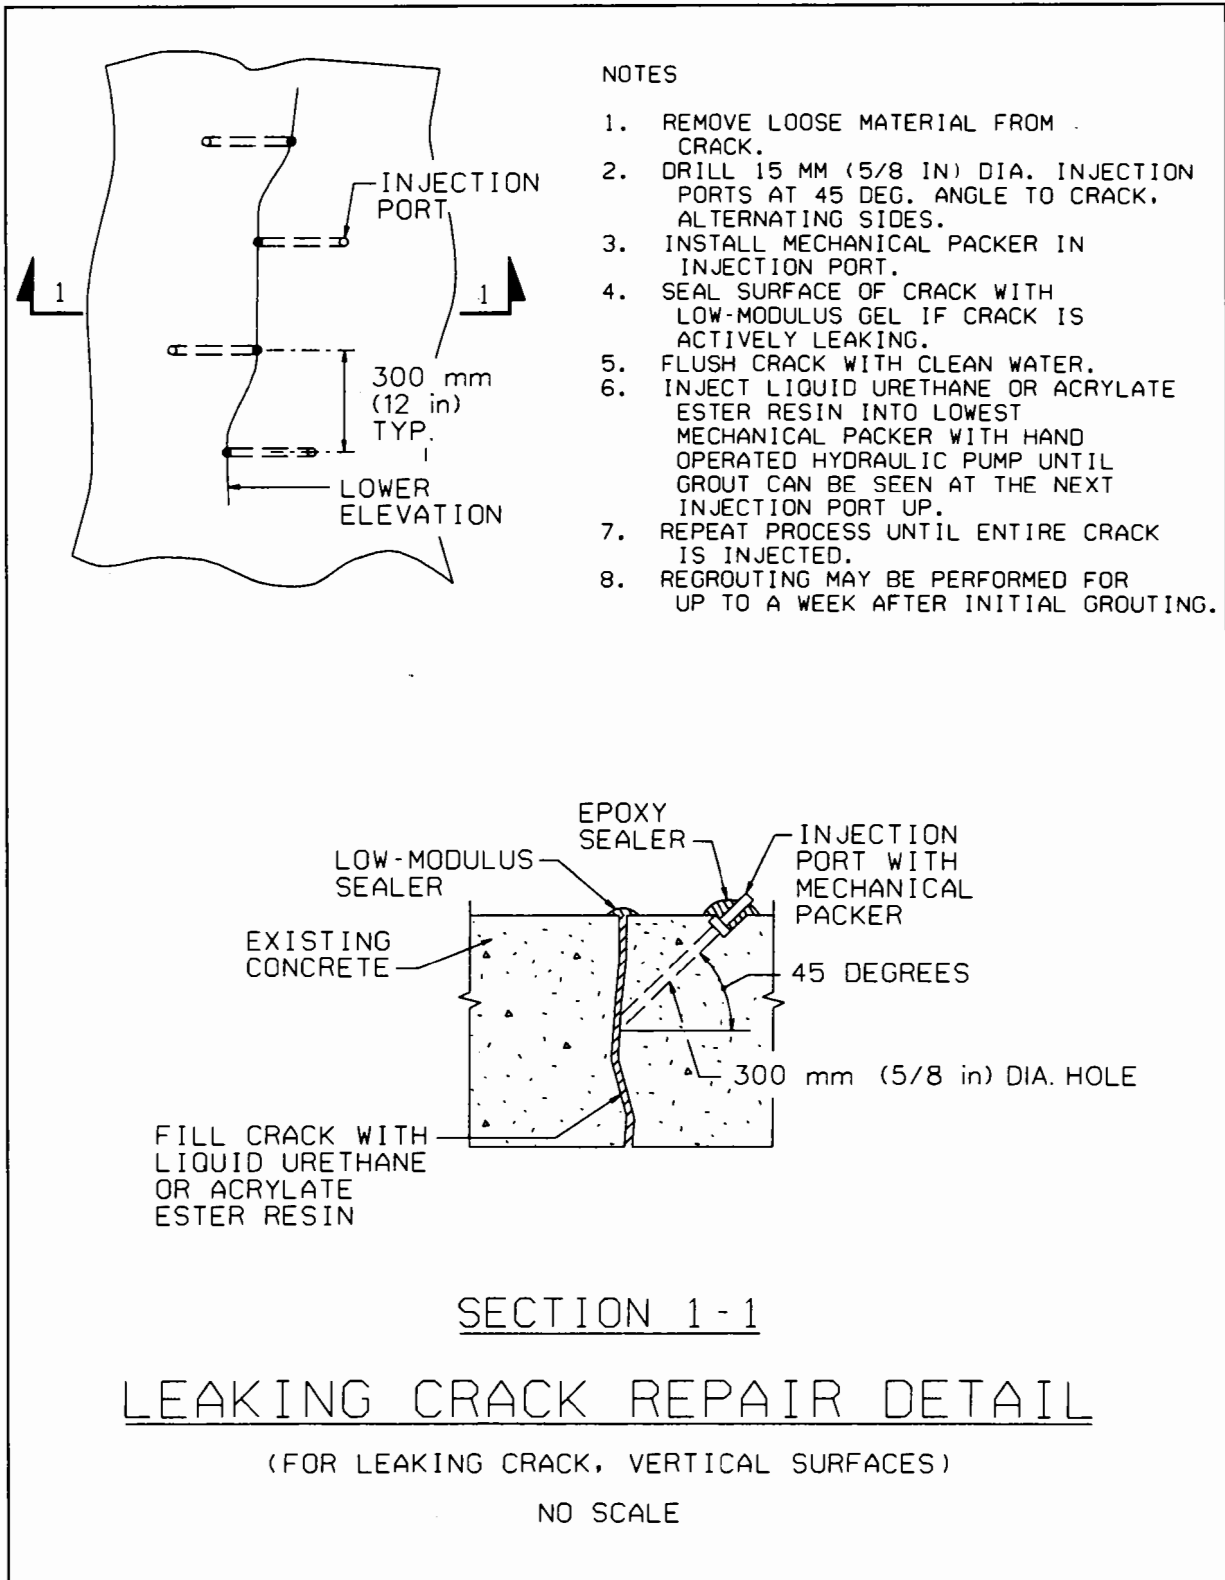 INJECTION
PORT
1
1
300 mm
(12 in)
TYP.
LOWER
ELEVATION
NOTES
1. REMOVE LOOSE MATERIAL FROM
CRACK.
2. DRILL 15 MM (5/8 IN) DIA. INJECTION
PORTS AT 45 DEG. ANGLE TO CRACK,
ALTERNATING SIDES.
3. INSTALL MECHANICAL PACKER IN
INJECTION PORT.
4. SEAL SURFACE OF CRACK WITH
LOW-MODULUS GEL IF CRACK IS
ACTIVELY LEAKING.
5. FLUSH CRACK WITH CLEAN WATER.
6. INJECT LIQUID URETHANE OR ACRYLATE
ESTER RESIN INTO LOWEST
MECHANICAL PACKER WITH HAND
OPERATED HYDRAULIC PUMP UNTIL
GROUT CAN BE SEEN AT THE NEXT
INJECTION PORT UP.
7. REPEAT PROCESS UNTIL ENTIRE CRACK
IS INJECTED.
8. REGROUTING MAY BE PERFORMED FOR
UP TO A WEEK AFTER INITIAL GROUTING.
EPOXY
SEALER
LOW-MODULUS
SEALER
INJECTION
PORT WITH
MECHANICAL
PACKER
EXISTING
CONCRETE
45 DEGREES
300 mm (5/8 in) DIA. HOLE
FILL CRACK WITH
LIQUID URETHANE
OR ACRYLATE
ESTER RESIN
SECTION 1-1
LEAKING CRACK REPAIR DETAIL
(FOR LEAKING CRACK, VERTICAL SURFACES)
NO SCALE